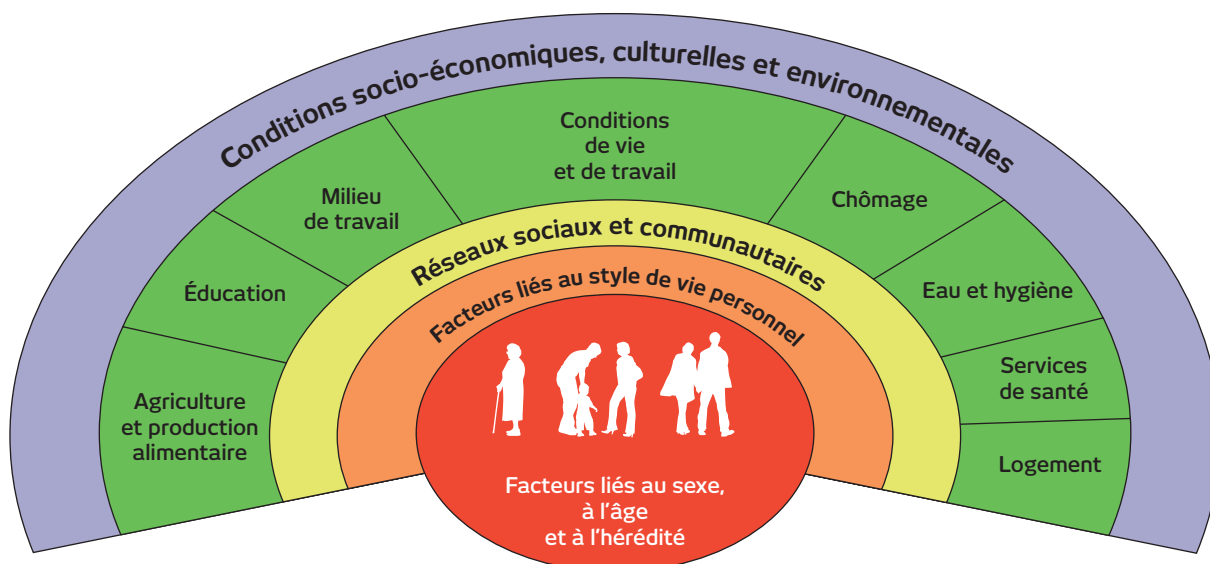 Conditions socio-économiques, culturelles et environnementales
Conditions
de vie
et de travail
Milieu
de travail
Chômage
Éducation
Eau et hygiène
Agriculture
et production
alimentaire
Services
de santé
Logement
Réseaux sociaux et communautaires
Facteurs liés au style de vie personnel
Facteurs liés au sexe,
à l'âge
et à l'hérédité